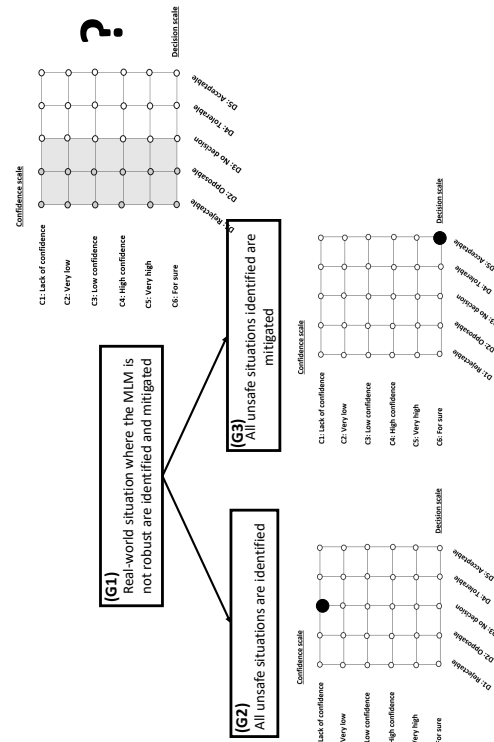 Confidence scale
C1: Lack of confidence
C2: Very low
C3: Low confidence
C4: High confidence
C5: Very high
C6: For sure
D1: Rejectable
D2: Opposable
D3: No decision
D4: Tolerable
D5: Acceptable
Decision scale
?
(G1)
Real-world situation where the MLM is
not robust are identified and mitigated
(G2)
All unsafe situations are identified
(G3)
All unsafe situations identified are
mitigated
Confidence scale
Lack of confidence
Very low
Low confidence
High confidence
Very high
For sure
D1: Rejectable
D2: Opposable
D3: No decision
D4: Tolerable
D5: Acceptable
Decision scale
Confidence scale
C1: Lack of confidence
C2: Very low
C3: Low confidence
C4: High confidence
C5: Very high
C6: For sure
D1: Rejectable
D2: Opposable
D3: No decision
D4: Tolerable
D5: Acceptable
Decision scale